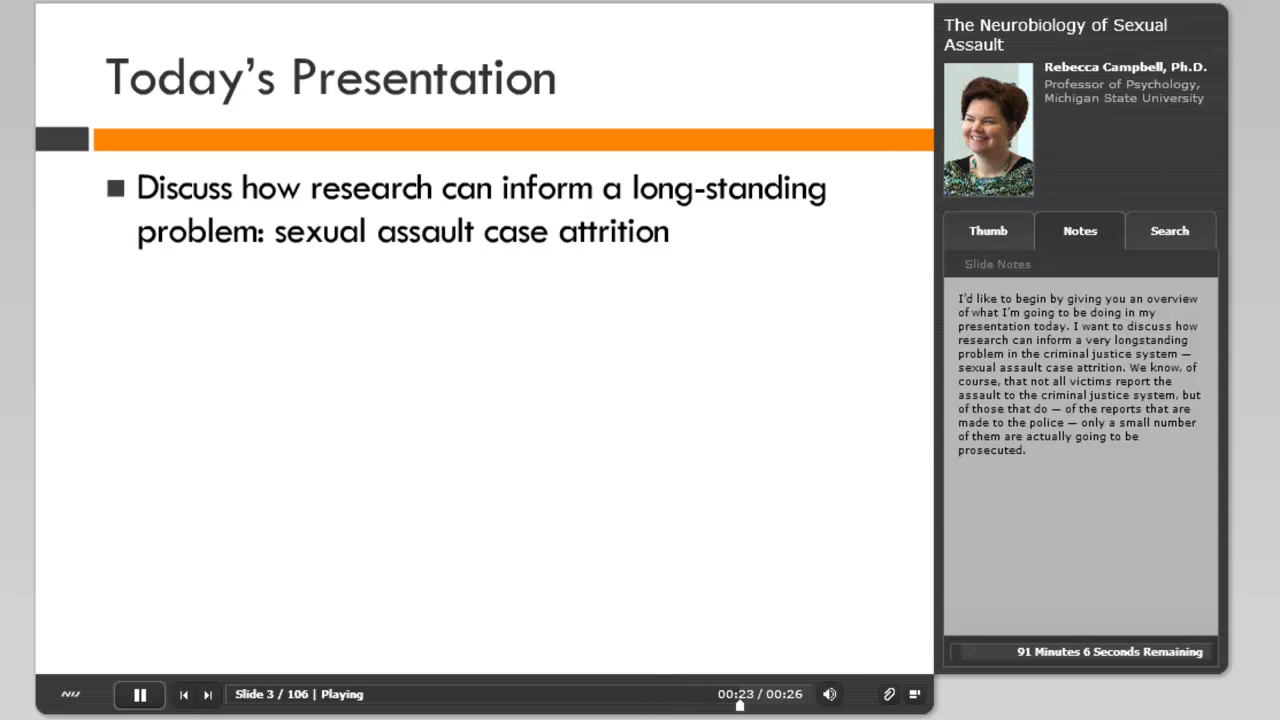 Today's Presentation
Discuss how research can inform a long-standing
problem: sexual assault case attrition
The Neurobiology of Sexual
Assault
Rebecca Campbell, Ph.D.
Professor of Psychology,
Michigan State University
Thumb
Notes
Search
Slide Notes
I'd like to begin by giving you an overview
of what I'm going to be doing in my
presentation today. I want to discuss how
research can inform a very longstanding
problem in the criminal justice system —
sexual assault case attrition. We know, of
course, that not all victims report the
assault to the criminal justice system, but
of those that do — of the reports that are
made to the police — only a small number
of them are actually going to be
prosecuted.
91 Minutes 6 Seconds Remaining
Slide 3 / 106 | Playing
00:23 / 00:26